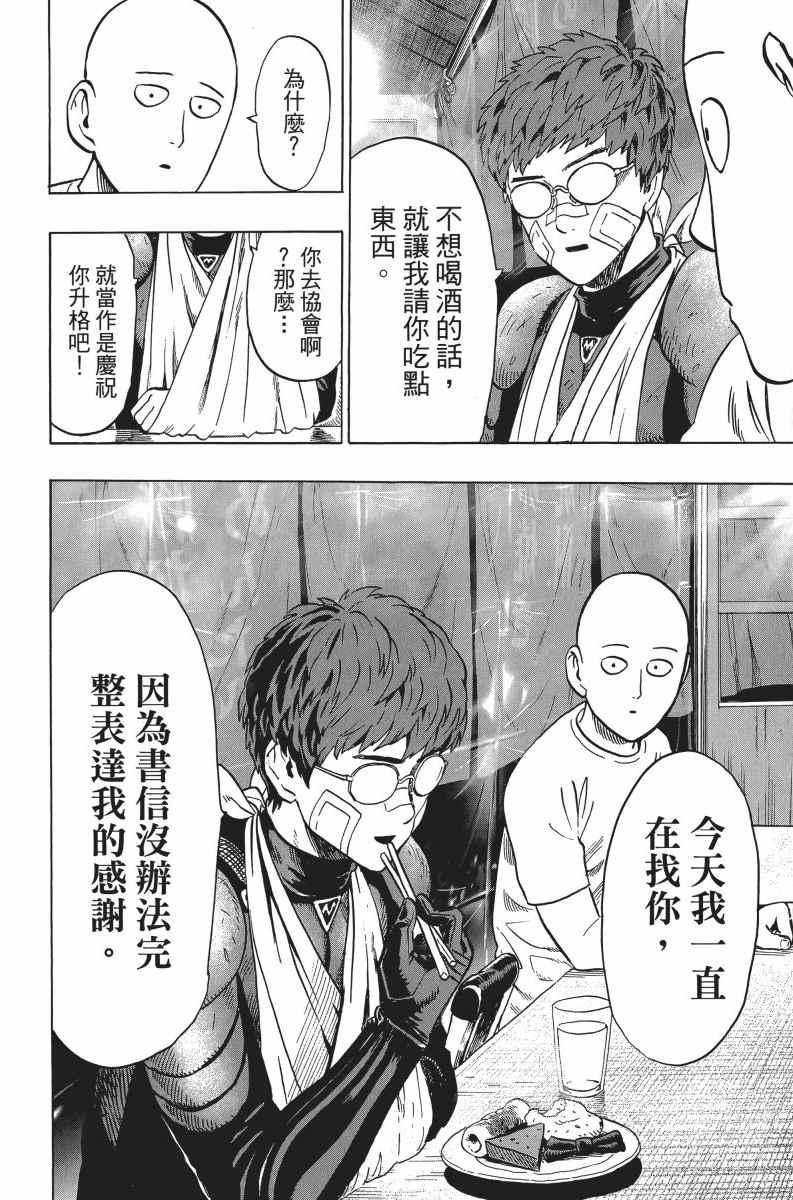 不想喝酒的話，
就讓我請你吃點
東西。
為什麼？
你去協會啊
？那麼…
就當作是慶祝
你升格吧！
今天我一直
在找你，
因為書信沒辦法完
整表達我的感謝。